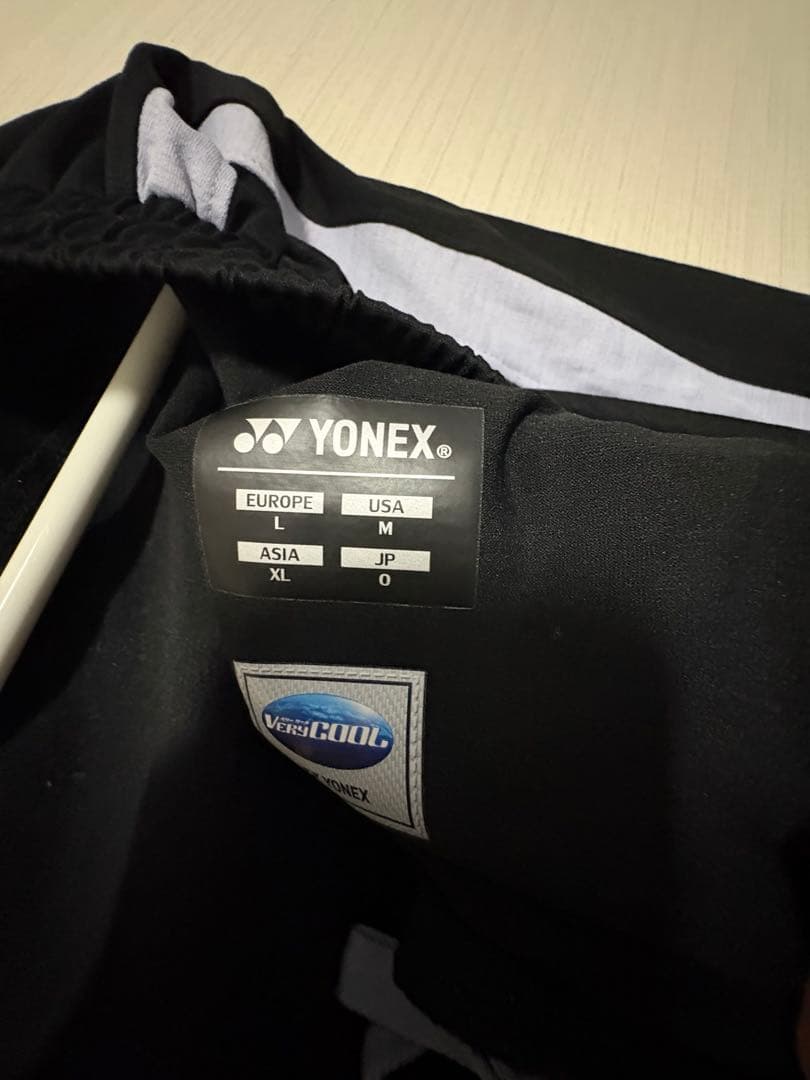 YONEX®
EUROPE USA
L M
ASIA JP
XL O
VERYCOOL
YONEX